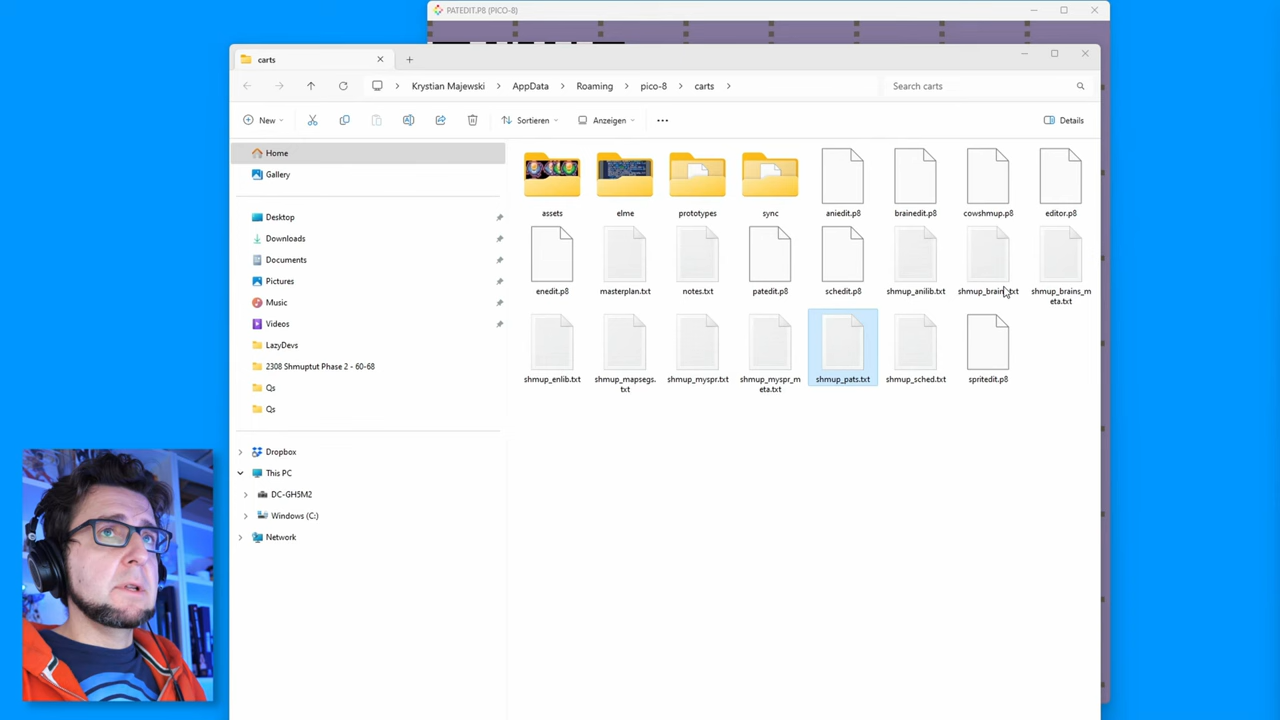 PATEDIT.P8 (PICO-8)
carts
Krystian Majewski
AppData
Roaming
pico-8
carts
Search carts
New
Sortieren
Anzeigen
Details
Home
Gallery
Desktop
Downloads
Documents
Pictures
Music
Videos
LazyDevs
2308 Shmuptut Phase 2 - 60-68
Qs
Qs
Dropbox
This PC
DC-GH5M2
Windows (C:)
Network
assets
elme
prototypes
sync
aniedit.p8
brainedit.p8
cowshmup.p8
editor.p8
enedit.p8
masterplan.txt
notes.txt
patedit.p8
schedit.p8
shmup_anilib.txt
shmup_brains.txt
shmup_brains_m
eta.txt
shmup_enlib.txt
shmup_mapsegs.
txt
shmup_myspr.txt
shmup_myspr_m
eta.txt
shmup_pats.txt
shmup_sched.txt
spritedit.p8